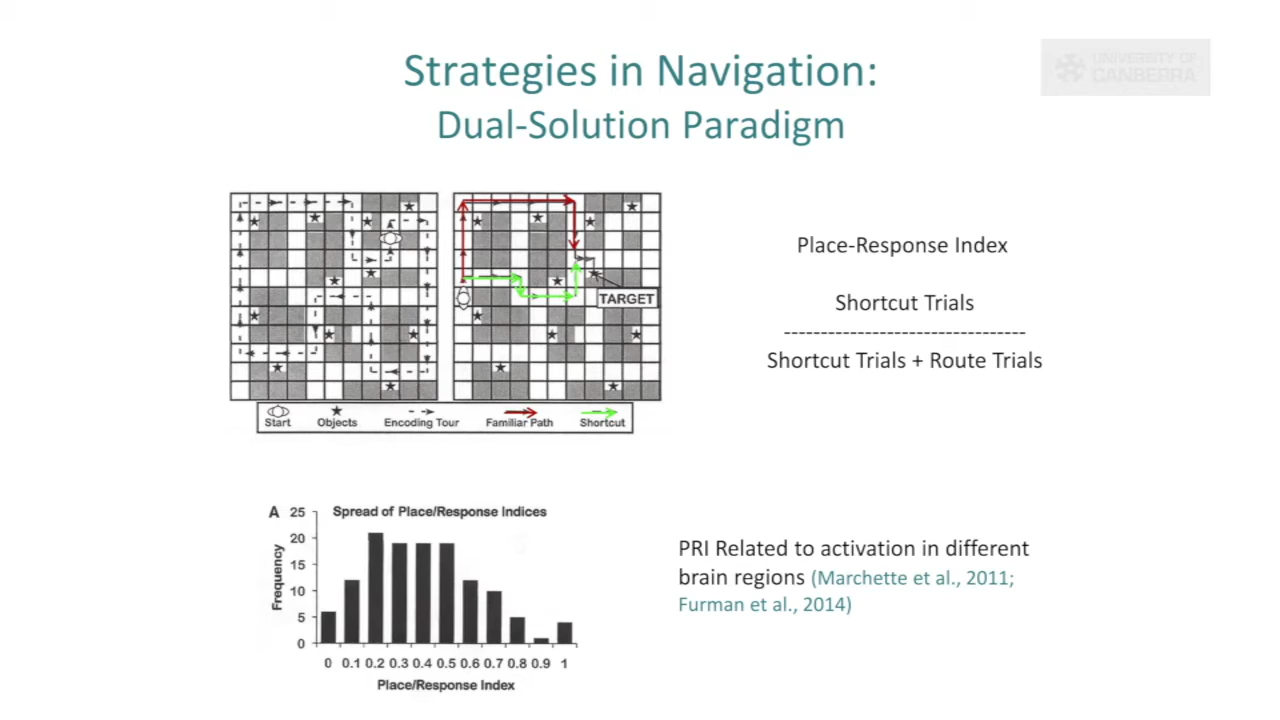 UNIVERSITY OF
CANBERRA
Strategies in Navigation:
Dual-Solution Paradigm
TARGET
Start
Objects
Encoding Tour
Familiar Path
Shortcut
Place-Response Index
Shortcut Trials
---------------------------------
Shortcut Trials + Route Trials
A
Spread of Place/Response Indices
Frequency
25
20
15
10
5
0
0 0.1 0.2 0.3 0.4 0.5 0.6 0.7 0.8 0.9 1
Place/Response Index
PRI Related to activation in different
brain regions (Marchette et al., 2011;
Furman et al., 2014)